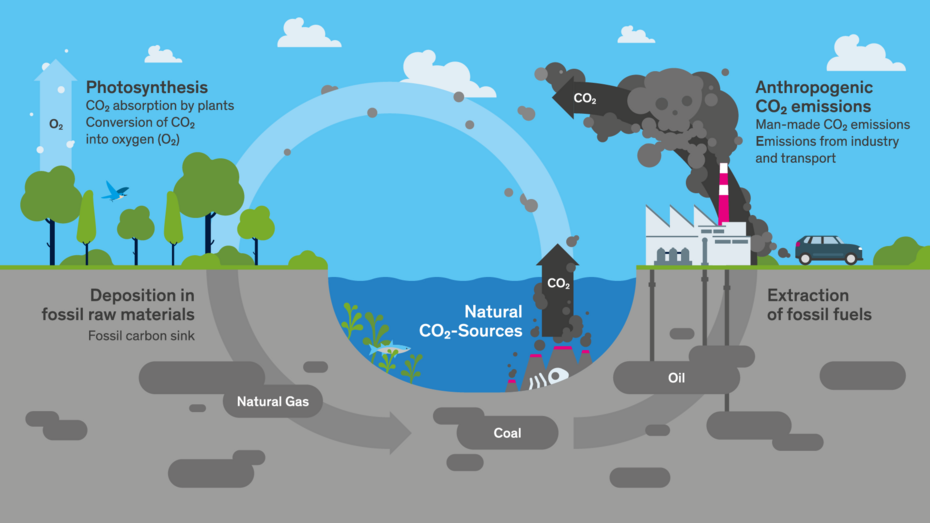 Photosynthesis
CO₂ absorption by plants
Conversion of CO₂
into oxygen (O₂)
O₂
CO₂
Anthropogenic
CO₂ emissions
Man-made CO₂ emissions
Emissions from industry
and transport
Deposition in
fossil raw materials
Fossil carbon sink
Natural
CO₂-Sources
CO₂
Extraction
of fossil fuels
Natural Gas
Coal
Oil